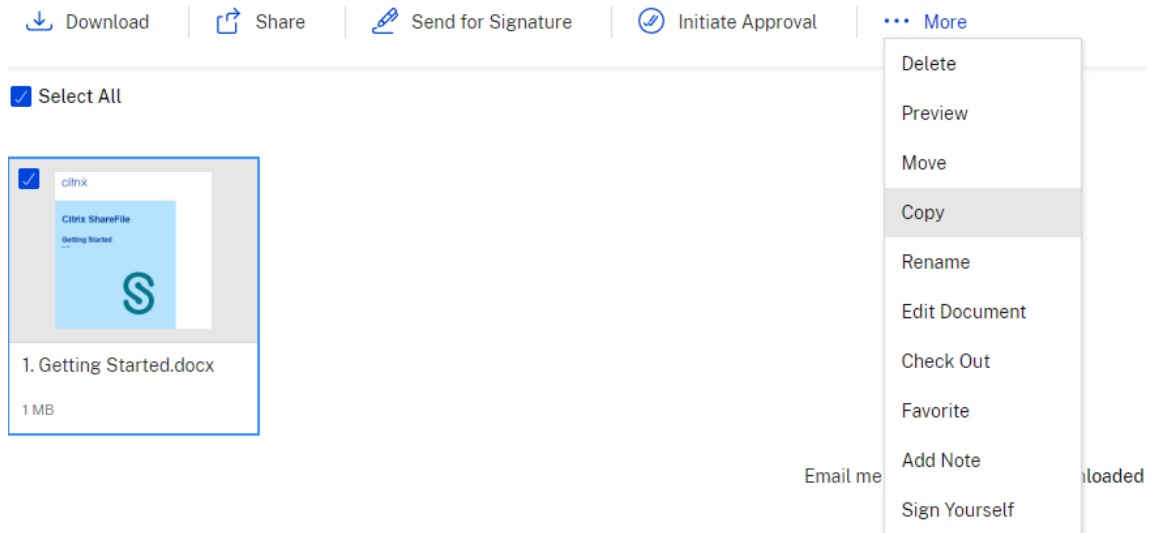 Download
Share
Send for Signature
Initiate Approval
More
Select All
citrix
Citrix ShareFile
Getting Started
1. Getting Started.docx
1 MB
Delete
Preview
Move
Copy
Rename
Edit Document
Check Out
Favorite
Add Note
Sign Yourself
Email me
loaded